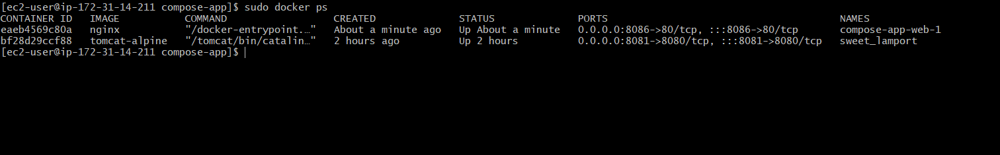 [ec2-user@ip-172-31-14-211 compose-app]$ sudo docker ps
CONTAINER ID   IMAGE           COMMAND                  CREATED              STATUS              PORTS                                       NAMES
eaeb4569c80a   nginx           "/docker-entrypoint.…"   About a minute ago   Up About a minute   0.0.0.0:8086->80/tcp, :::8086->80/tcp       compose-app-web-1
bf28d29ccf88   tomcat-alpine   "/tomcat/bin/catalin…"   2 hours ago          Up 2 hours          0.0.0.0:8081->8080/tcp, :::8081->8080/tcp   sweet_lamport
[ec2-user@ip-172-31-14-211 compose-app]$